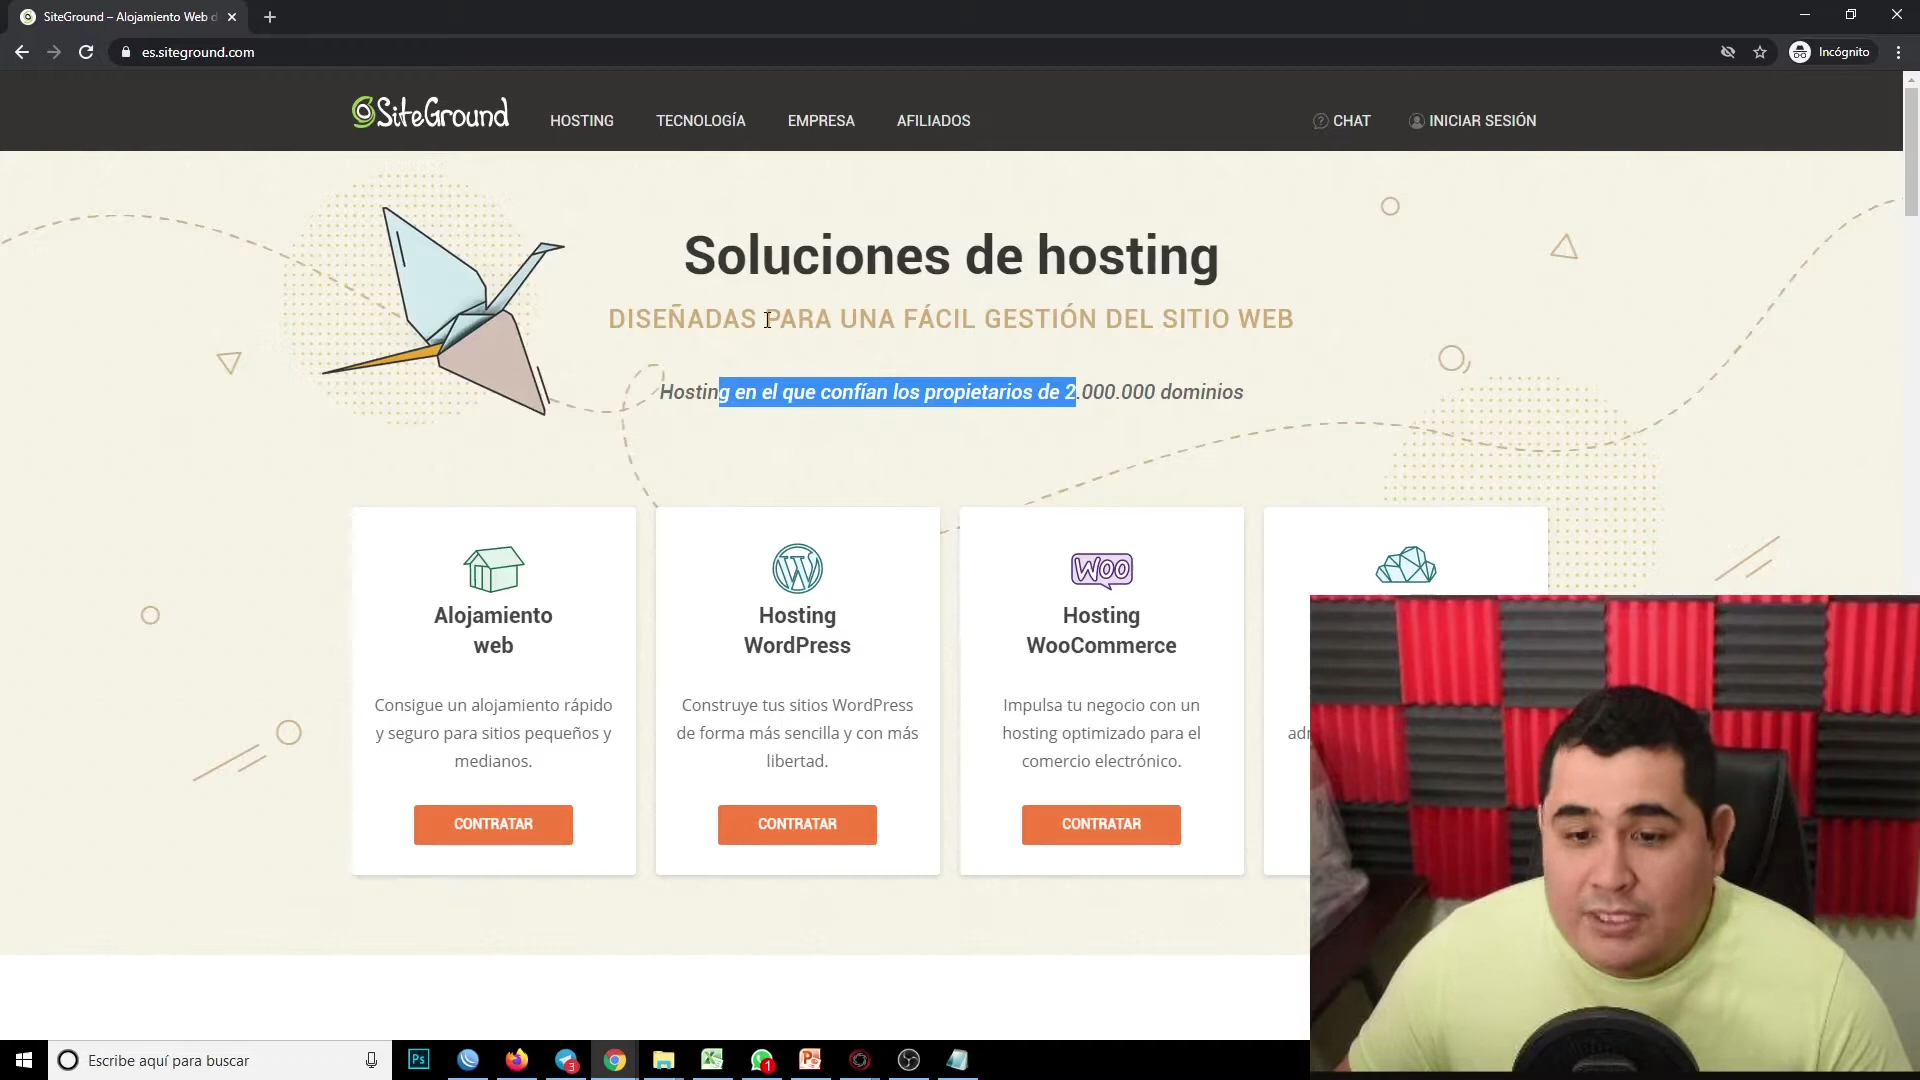 SiteGround – Alojamiento Web d
es.siteground.com
Incógnito
SiteGround
HOSTING
TECNOLOGÍA
EMPRESA
AFILIADOS
CHAT
INICIAR SESIÓN
Soluciones de hosting
DISEÑADAS PARA UNA FÁCIL GESTIÓN DEL SITIO WEB
Hosting en el que confían los propietarios de 2.000.000 dominios
Alojamiento
web
Consigue un alojamiento rápido
y seguro para sitios pequeños y
medianos.
CONTRATAR
Hosting
WordPress
Construye tus sitios WordPress
de forma más sencilla y con más
libertad.
CONTRATAR
WOO
Hosting
WooCommerce
Impulsa tu negocio con un
hosting optimizado para el
comercio electrónico.
CONTRATAR
Escribe aquí para buscar
Ps
3
1